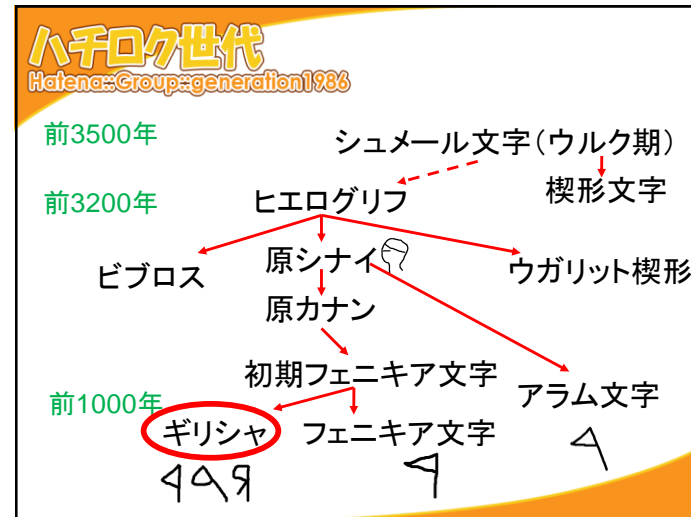 ハチロク世代
Hatena::Group::generation1986
前3500年
シュメール文字（ウルク期）
前3200年
ヒエログリフ
楔形文字
ビブロス
原シナイ
ウガリット楔形
原カナン
初期フェニキア文字
アラム文字
前1000年
ギリシャ
フェニキア文字